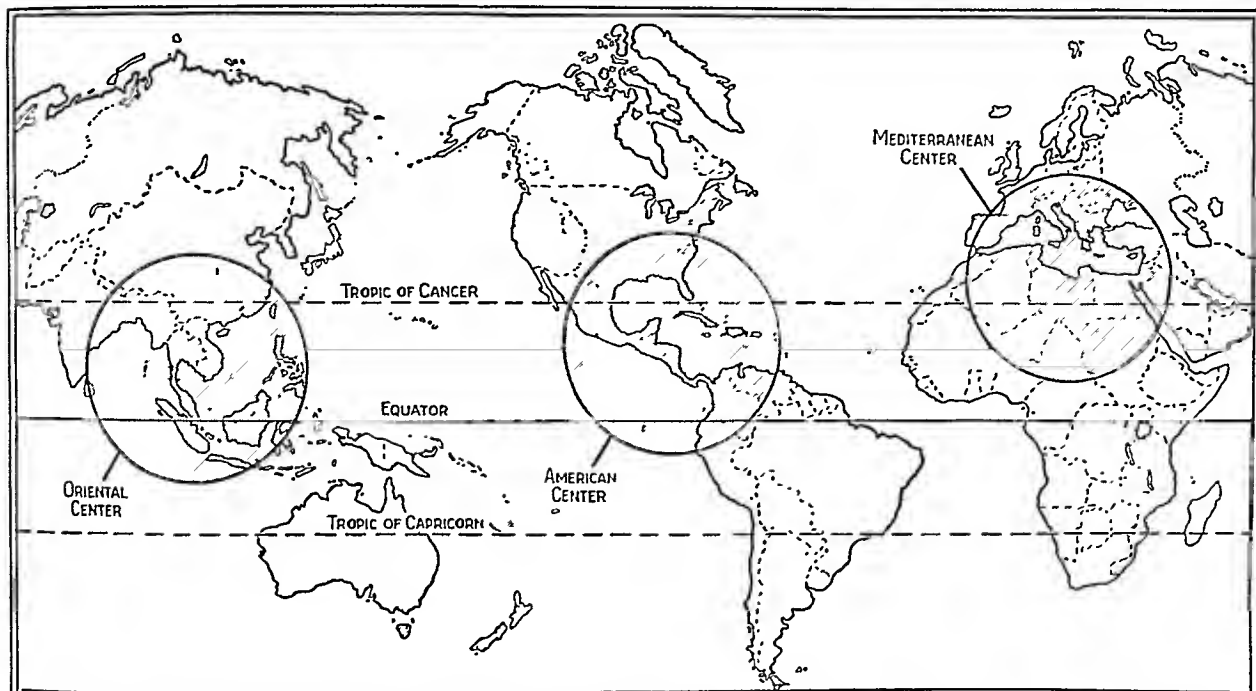 MEDITERRANEAN
CENTER
TROPIC OF CANCER
EQUATOR
ORIENTAL
CENTER
AMERICAN
CENTER
TROPIC OF CAPRICORN